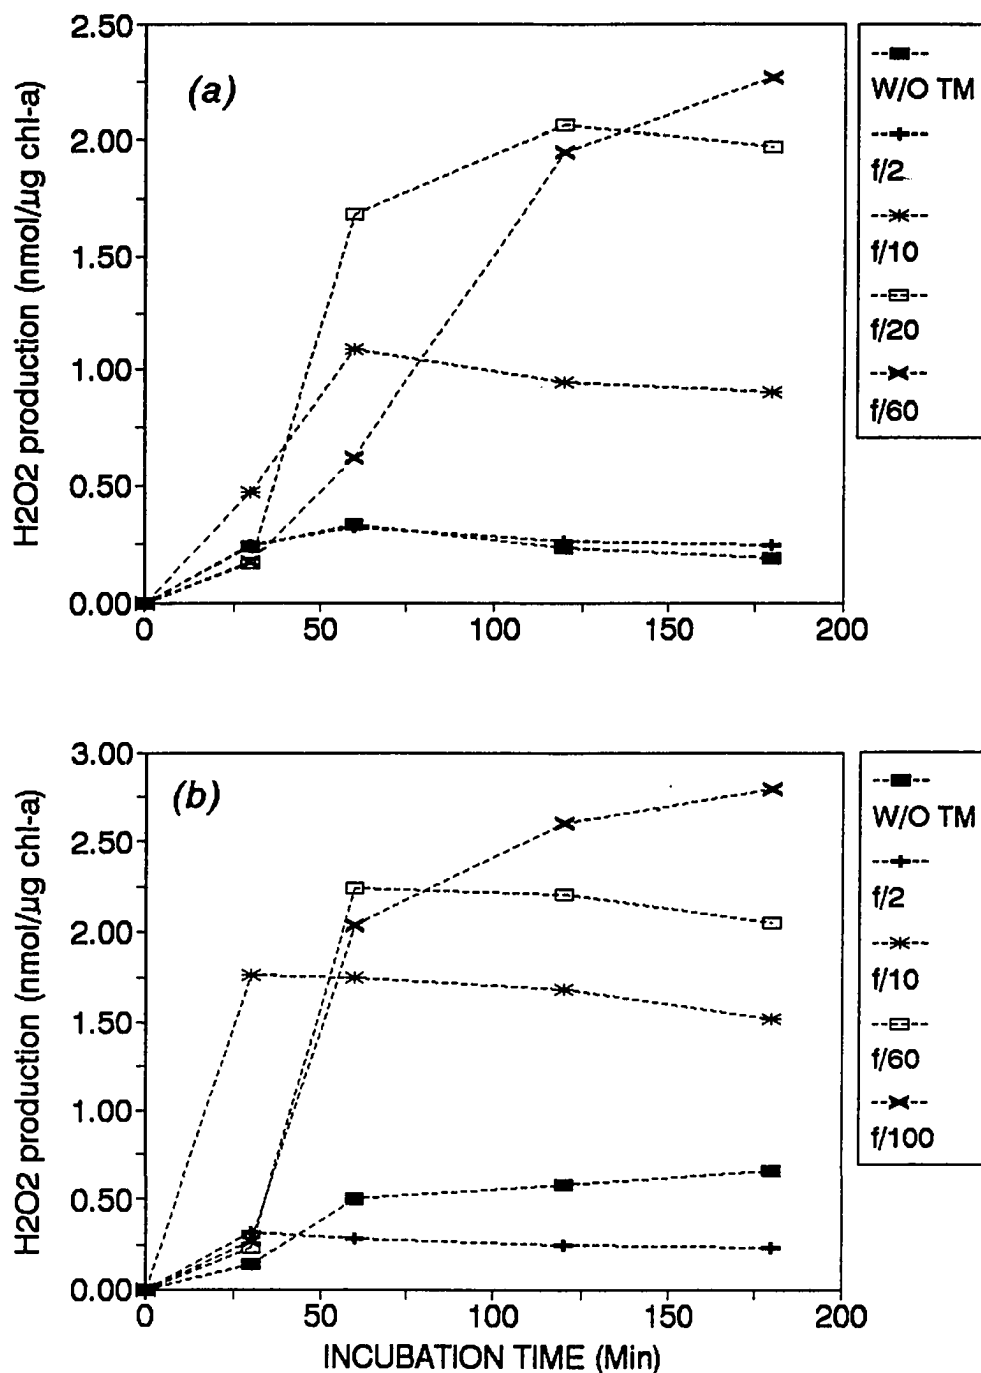 (a)
H2O2 production (nmol/µg chl-a)
2.50
2.00
1.50
1.00
0.50
0.00
0 50 100 150 200
W/O TM
f/2
f/10
f/20
f/60
(b)
H2O2 production (nmol/µg chl-a)
3.00
2.50
2.00
1.50
1.00
0.50
0.00
0 50 100 150 200
INCUBATION TIME (Min)
W/O TM
f/2
f/10
f/60
f/100